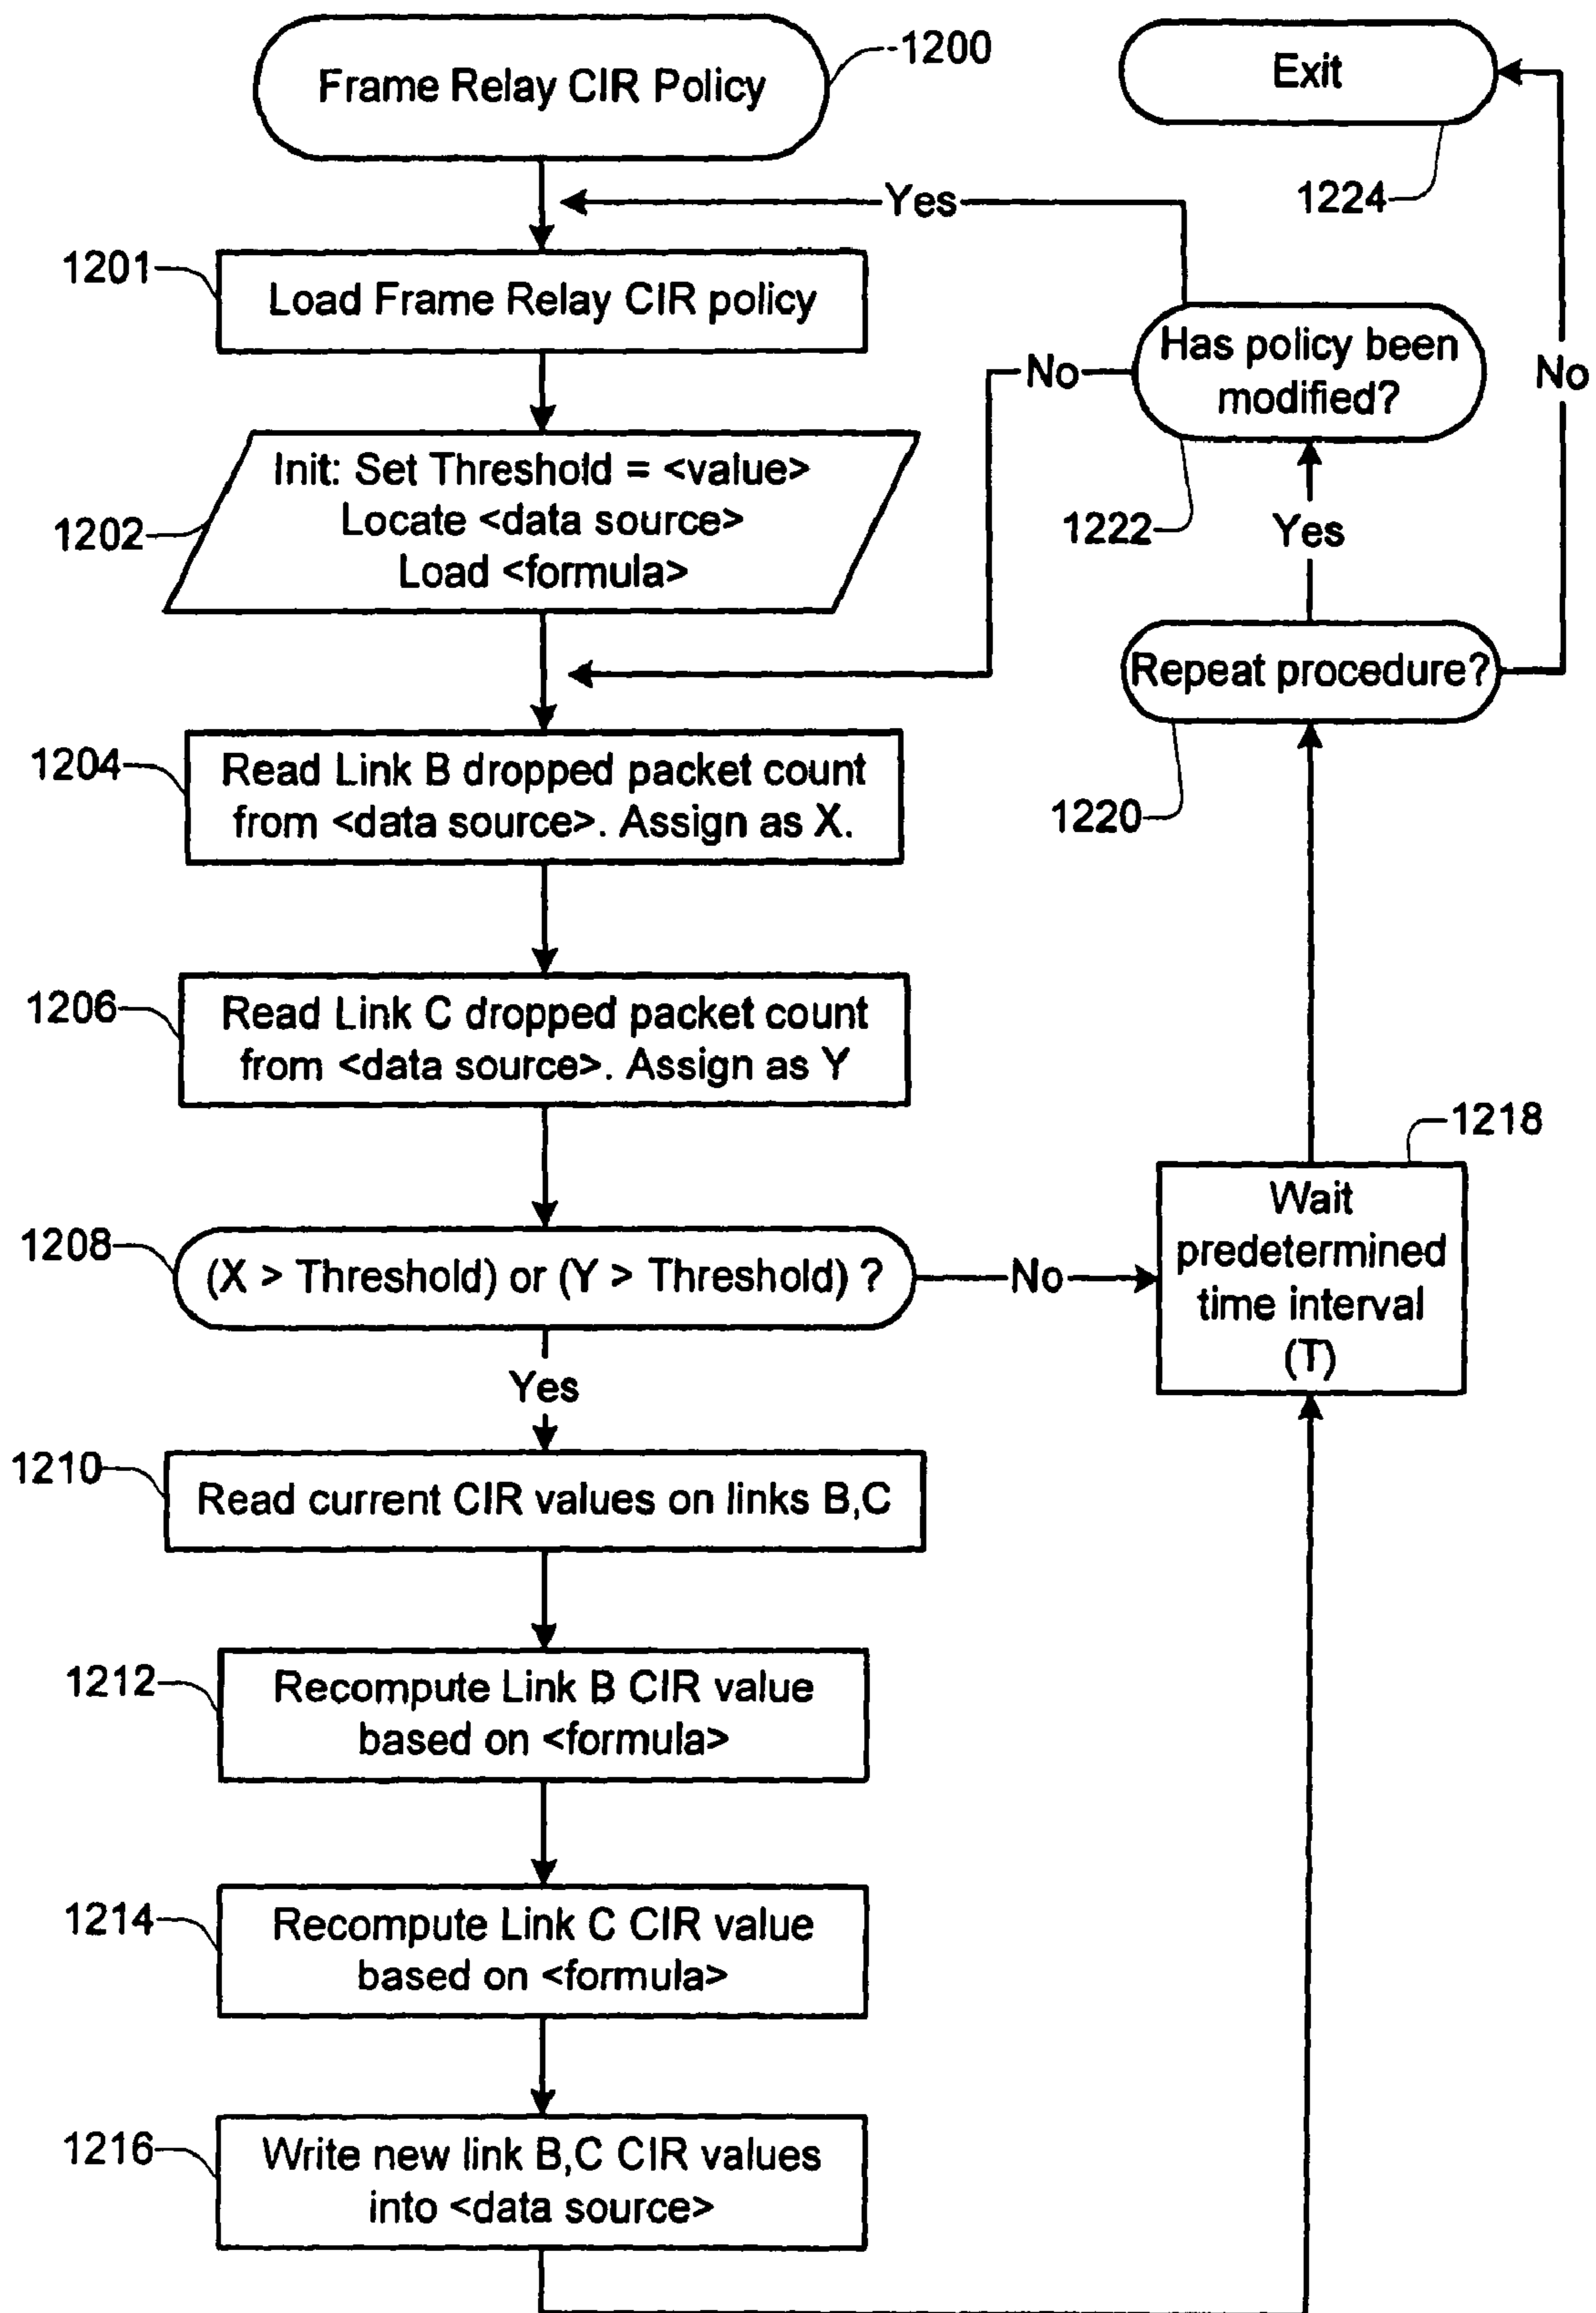 Frame Relay CIR Policy
1200
Exit
1224
Yes
1201
Load Frame Relay CIR policy
Has policy been
modified?
No
No
1222
Yes
Init: Set Threshold = <value>
Locate <data source>
Load <formula>
1202
Repeat procedure?
1220
1204
Read Link B dropped packet count
from <data source>. Assign as X.
1206
Read Link C dropped packet count
from <data source>. Assign as Y
1218
Wait
predetermined
time interval
(T)
1208
(X > Threshold) or (Y > Threshold) ?
No
Yes
1210
Read current CIR values on links B,C
1212
Recompute Link B CIR value
based on <formula>
1214
Recompute Link C CIR value
based on <formula>
1216
Write new link B,C CIR values
into <data source>